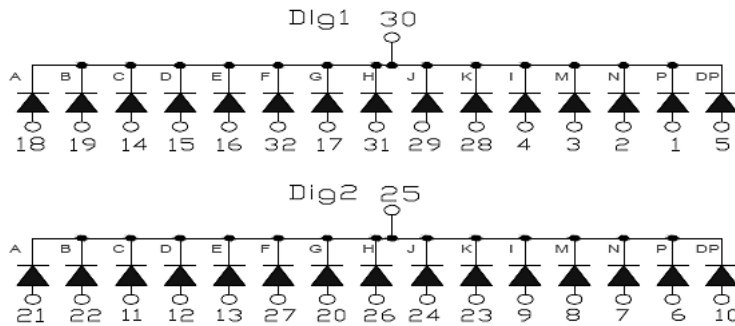 Dig1 30
A B C D E F G H J K I M N P DP
18 19 14 15 16 32 17 31 29 28 4 3 2 1 5
Dig2 25
A B C D E F G H J K I M N P DP
21 22 11 12 13 27 20 26 24 23 9 8 7 6 10